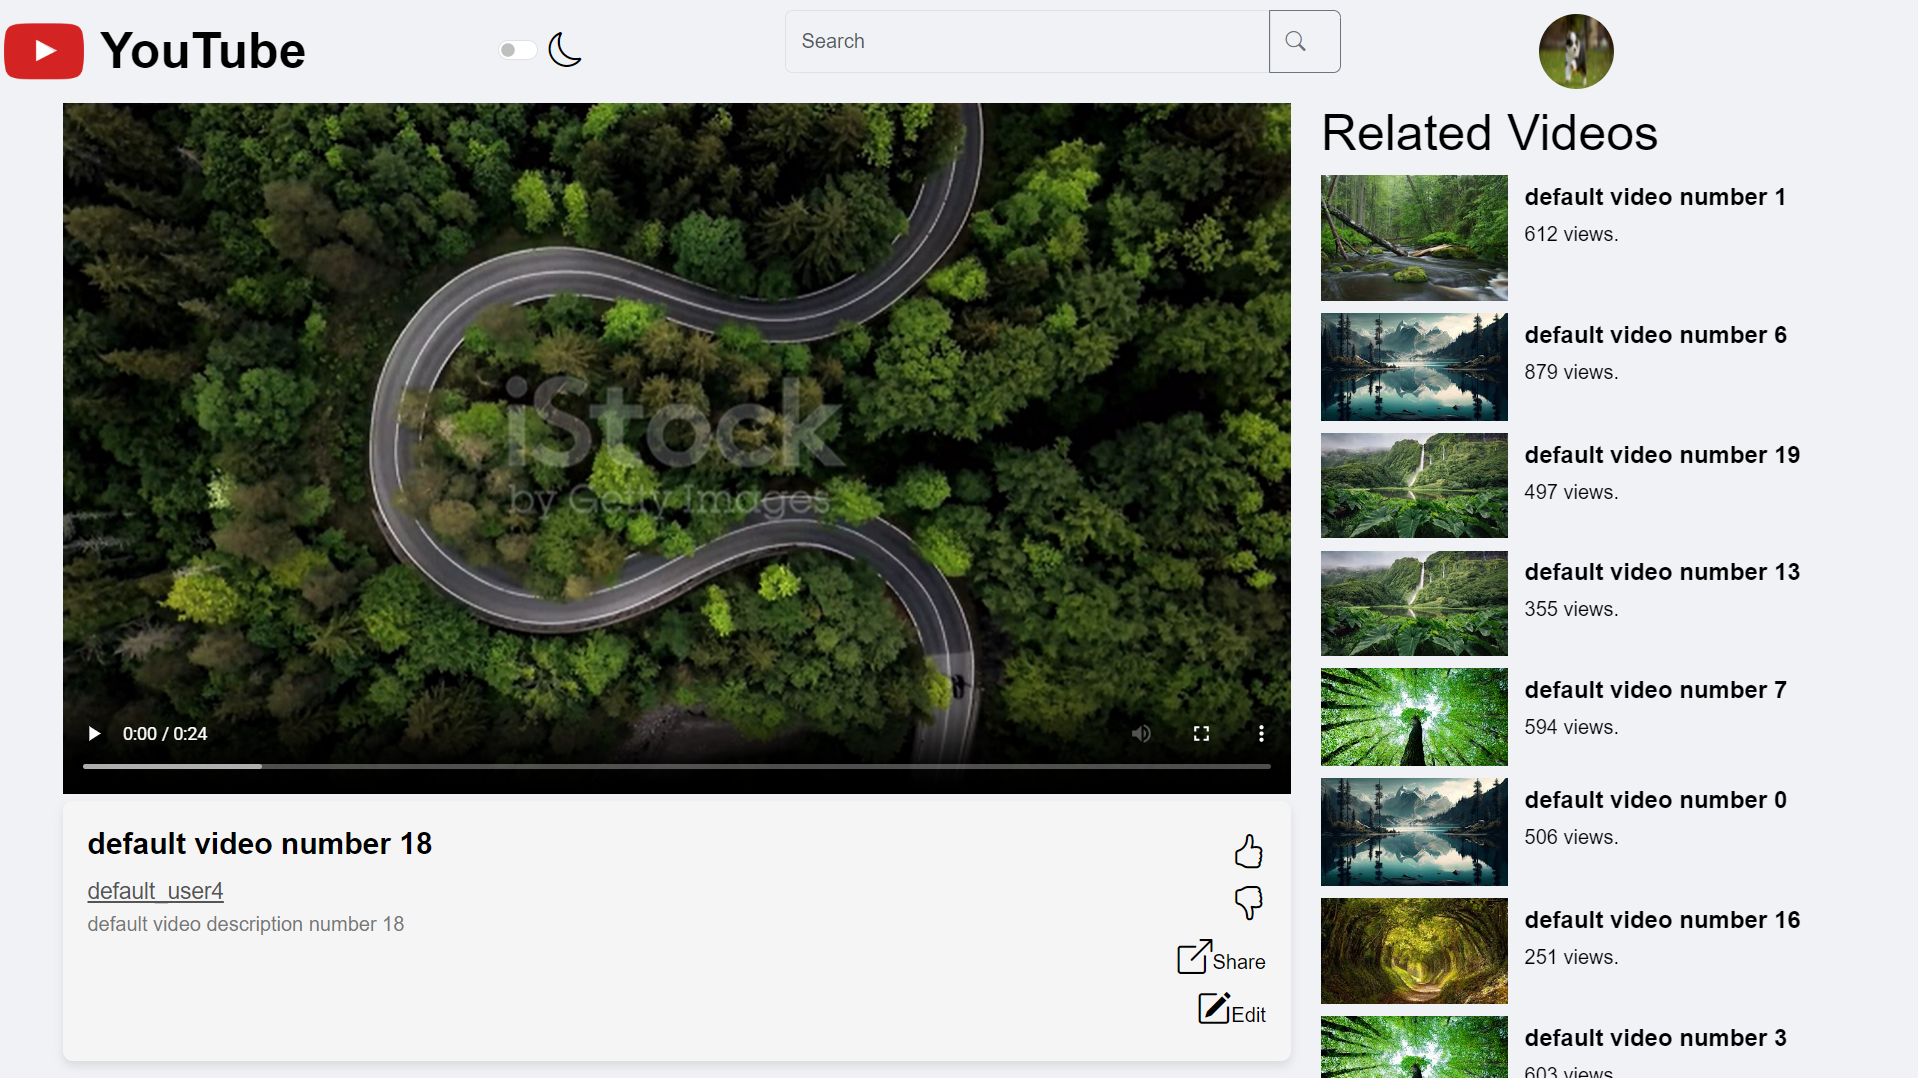 YouTube
Search
iStock
by Getty Images
0:00 / 0:24
default video number 18
default_user4
default video description number 18
Share
Edit
Related Videos
default video number 1
612 views.
default video number 6
879 views.
default video number 19
497 views.
default video number 13
355 views.
default video number 7
594 views.
default video number 0
506 views.
default video number 16
251 views.
default video number 3
603 views.